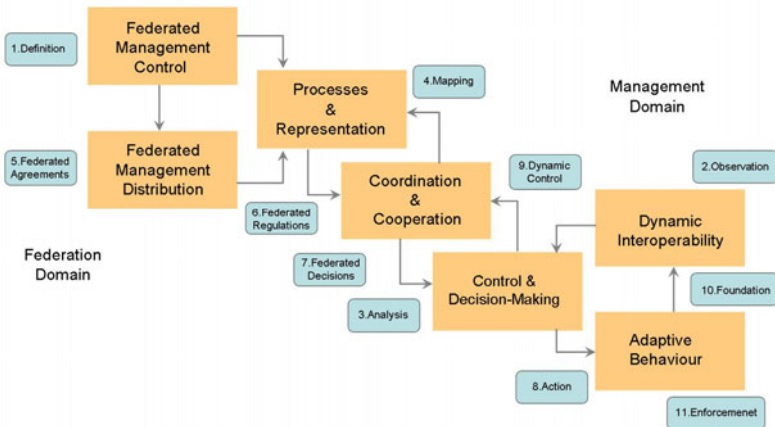 1.Definition
Federated
Management
Control
Processes
&
Representation
4.Mapping
Management
Domain
5.Federated
Agreements
Federated
Management
Distribution
6.Federated
Regulations
Coordination
&
Cooperation
9.Dynamic
Control
2.Observation
Dynamic
Interoperability
Federation
Domain
7.Federated
Decisions
3.Analysis
Control &
Decision-Making
10.Foundation
Adaptive
Behaviour
8.Action
11.Enforcemenet